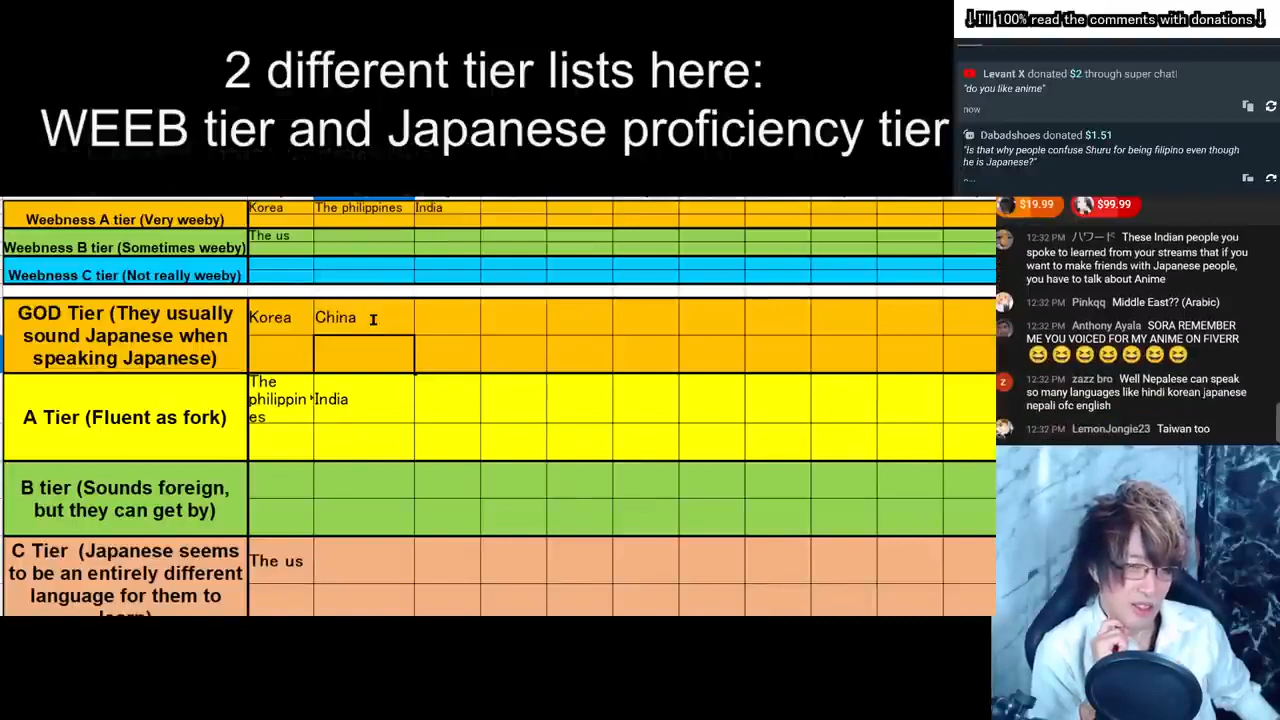 ↓I'll 100% read the comments with donations↓
2 different tier lists here:
WEEB tier and Japanese proficiency tier
Levant X donated $2 through super chat!
"do you like anime"
now
Dabadshoes donated $1.51
"Is that why people confuse Shuru for being filipino even though
he is Japanese?"
$19.99 $99.99
Weebness A tier (Very weeby) Korea The philippines India
Weebness B tier (Sometimes weeby) The us
Weebness C tier (Not really weeby)
GOD Tier (They usually
sound Japanese when
speaking Japanese)
Korea China
A Tier (Fluent as fork)
The
philippin
es
India
B tier (Sounds foreign,
but they can get by)
C Tier (Japanese seems
to be an entirely different
language for them to
learn)
The us
12:32 PM ハワード These Indian people you
spoke to learned from your streams that if you
want to make friends with Japanese people,
you have to talk about Anime
12:32 PM Pinkqq Middle East?? (Arabic)
12:32 PM Anthony Ayala SORA REMEMBER
ME YOU VOICED FOR MY ANIME ON FIVERR
12:32 PM zazz bro Well Nepalese can speak
so many languages like hindi korean japanese
nepali ofc english
12:32 PM LemonJongie23 Taiwan too